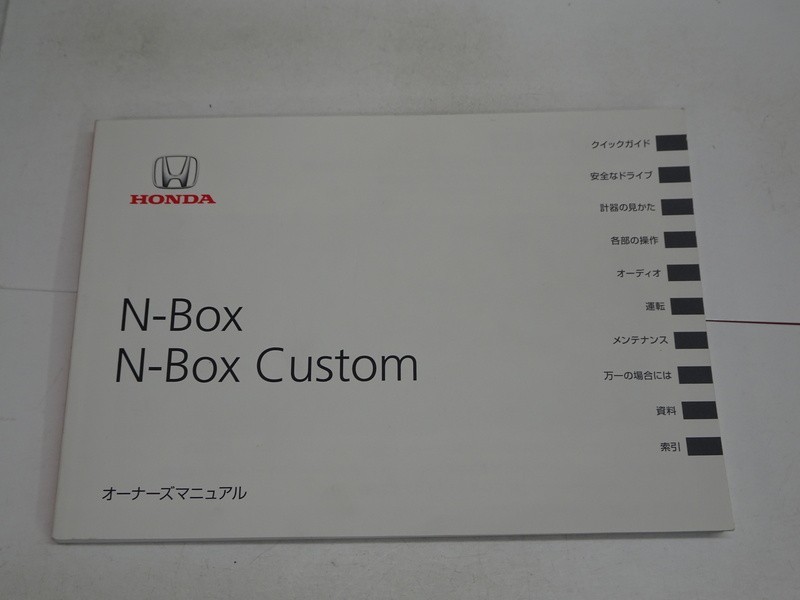 HONDA
N-Box
N-Box Custom
オーナーズマニュアル
クイックガイド
安全なドライブ
計器の見かた
各部の操作
オーディオ
運転
メンテナンス
万一の場合には
資料
索引